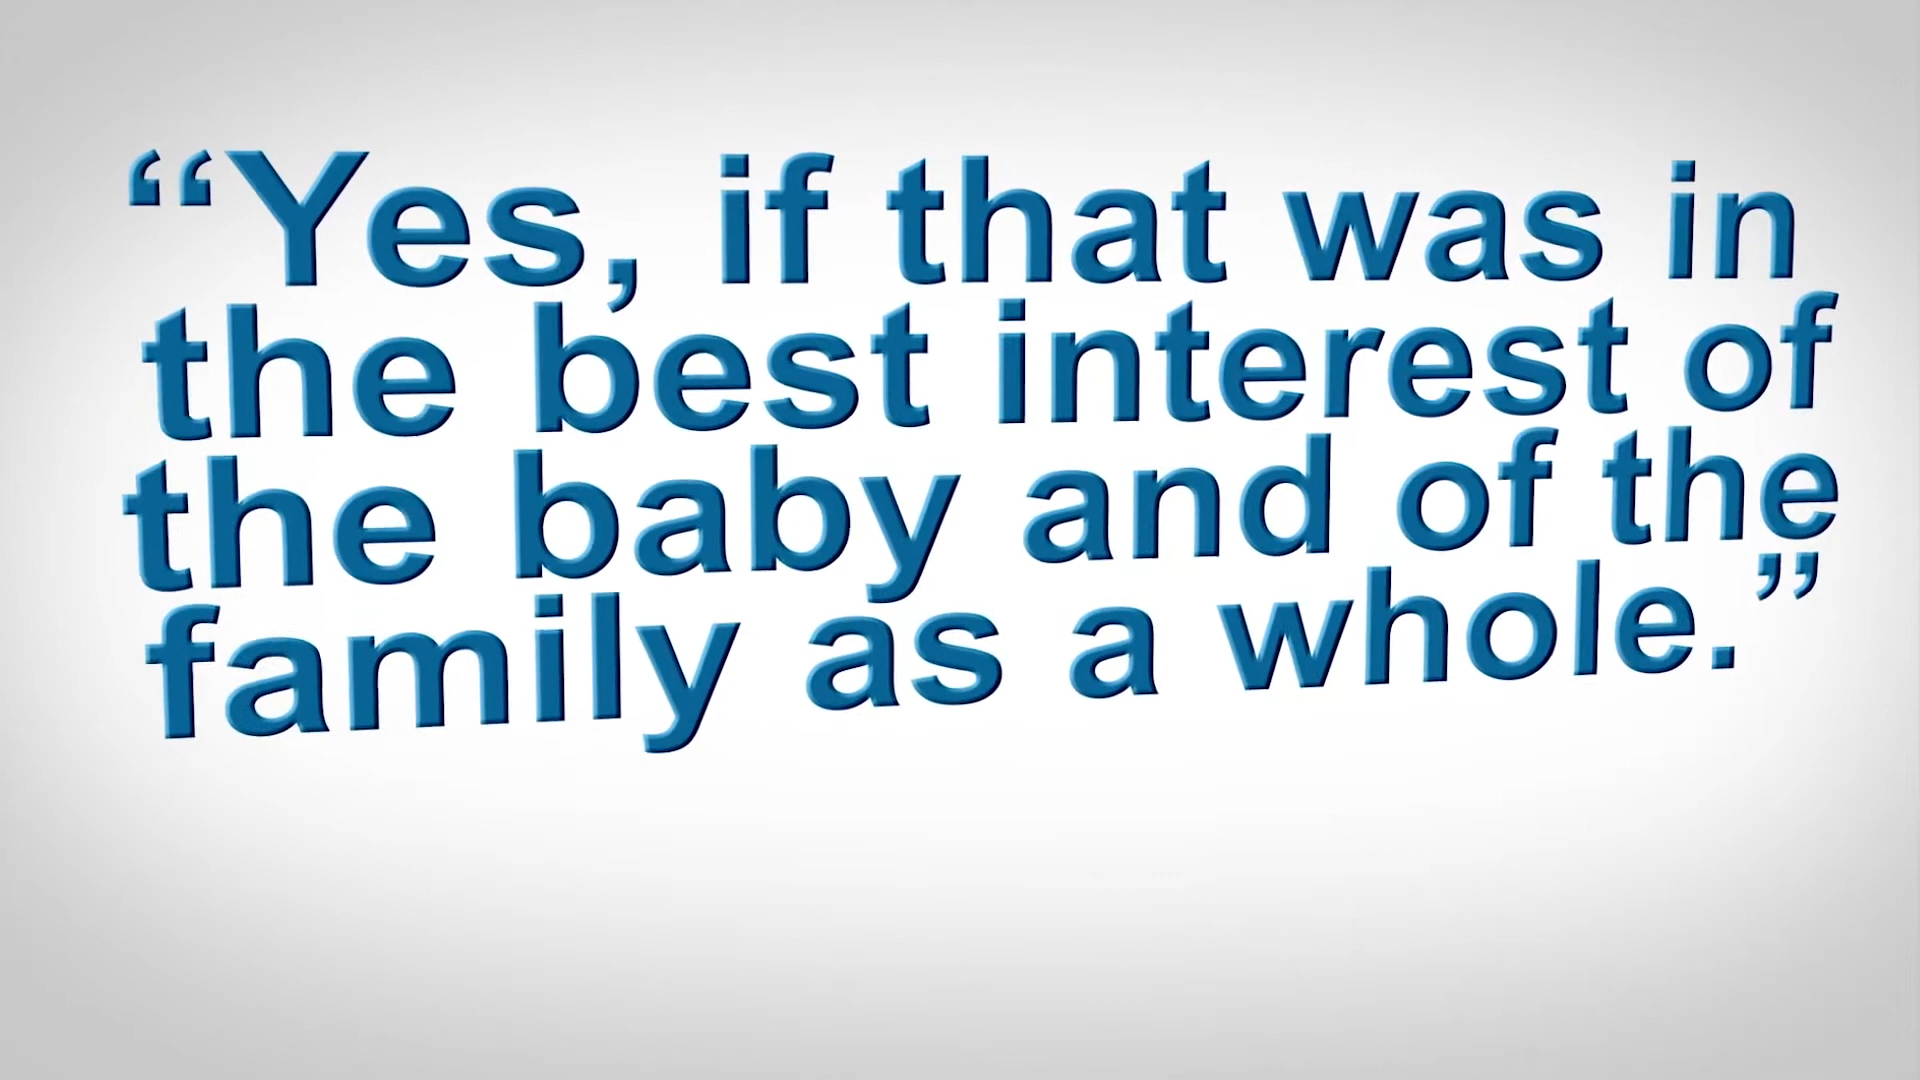 “Yes, if that was in
the best interest of
the baby and of the
family as a whole.”